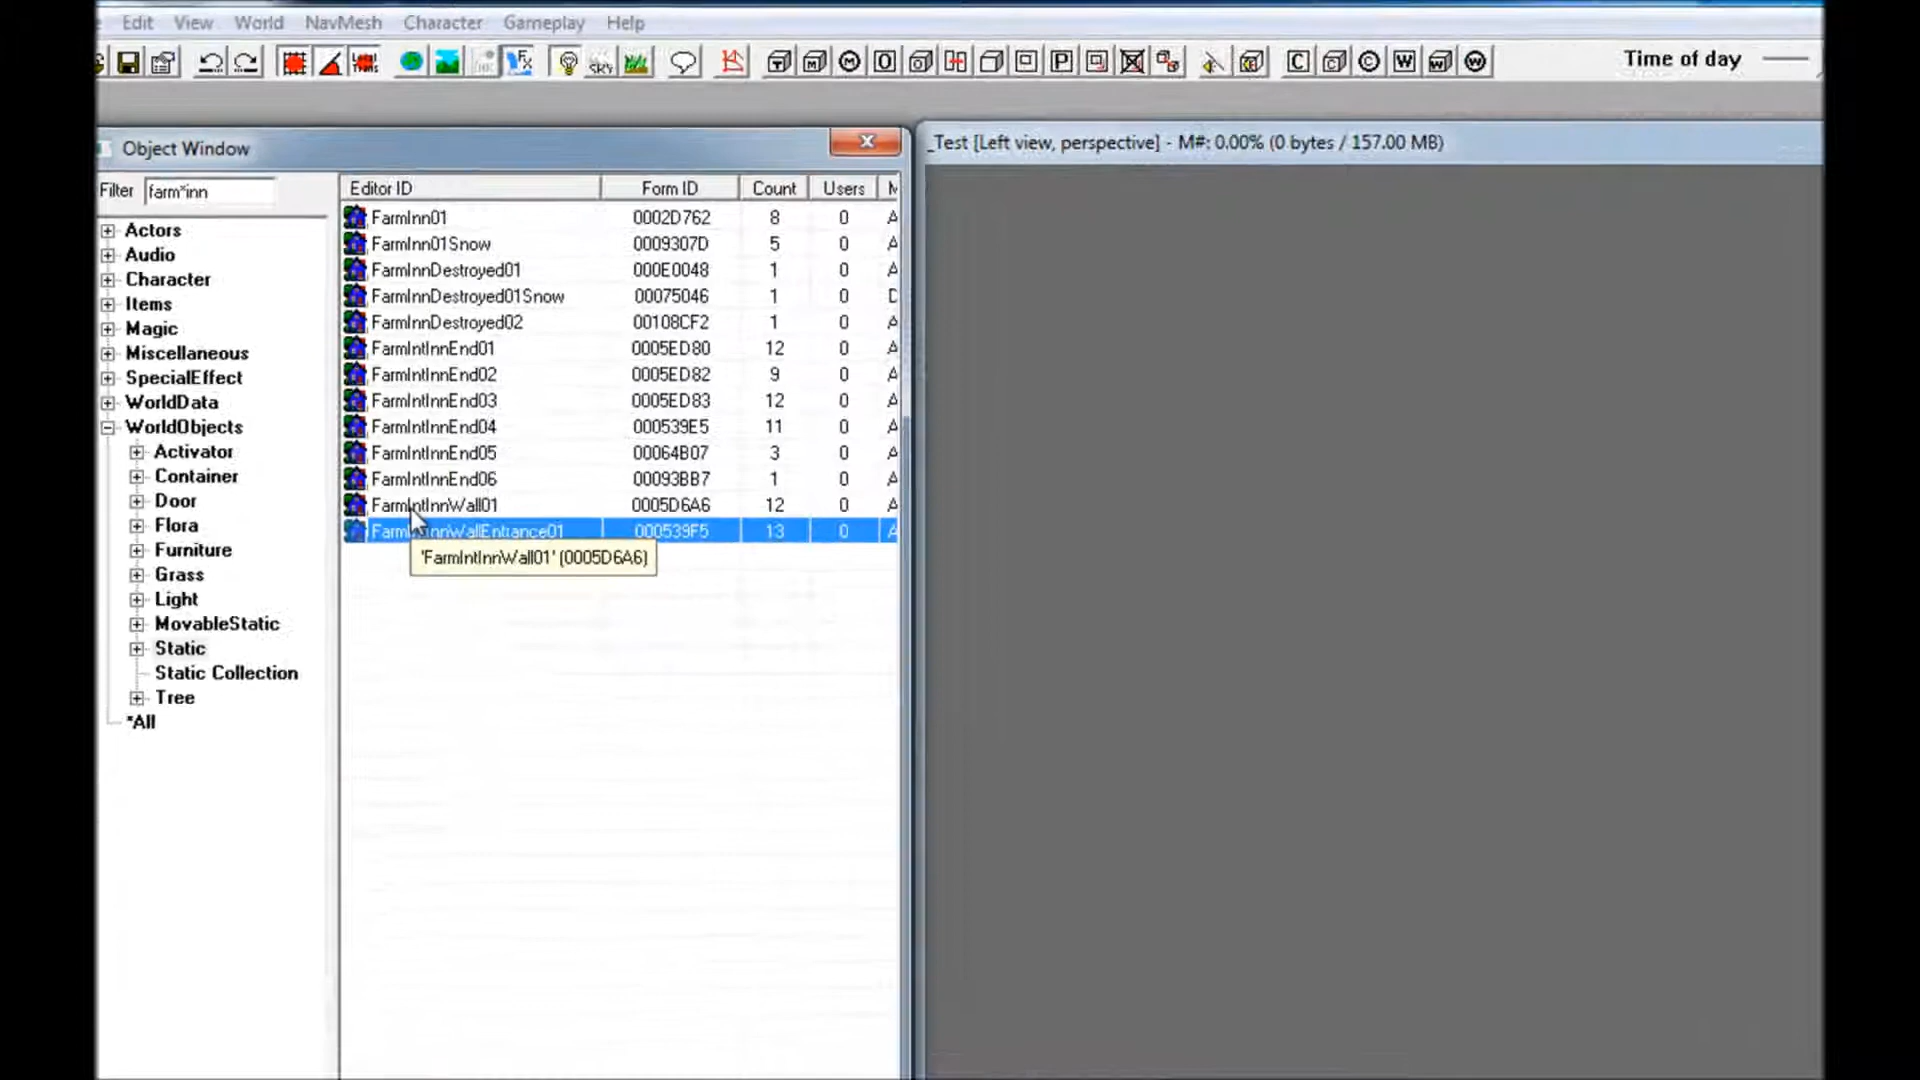 Edit View World NavMesh Character Gameplay Help
Time of day
Object Window
_Test [Left view, perspective] - M#: 0.00% (0 bytes / 157.00 MB)
Filter farm*inn
Editor ID Form ID Count Users
FarmInn01 0002D762 8 0 A
FarmInn01Snow 0009307D 5 0 A
FarmInnDestroyed01 000E0048 1 0 A
FarmInnDestroyed01Snow 00075046 1 0 D
FarmInnDestroyed02 00108CF2 1 0 A
FarmIntInnEnd01 0005ED80 12 0 A
FarmIntInnEnd02 0005ED82 9 0 A
FarmIntInnEnd03 0005ED83 12 0 A
FarmIntInnEnd04 000539E5 11 0 A
FarmIntInnEnd05 00064B07 3 0 A
FarmIntInnEnd06 00093BB7 1 0 A
FarmIntInnWall01 0005D6A6 12 0 A
FarmIntInnWallEntrance01 000539F5 13 0 A
'FarmIntInnWall01' (0005D6A6)
Actors
Audio
Character
Items
Magic
Miscellaneous
SpecialEffect
WorldData
WorldObjects
Activator
Container
Door
Flora
Furniture
Grass
Light
MovableStatic
Static
Static Collection
Tree
*All